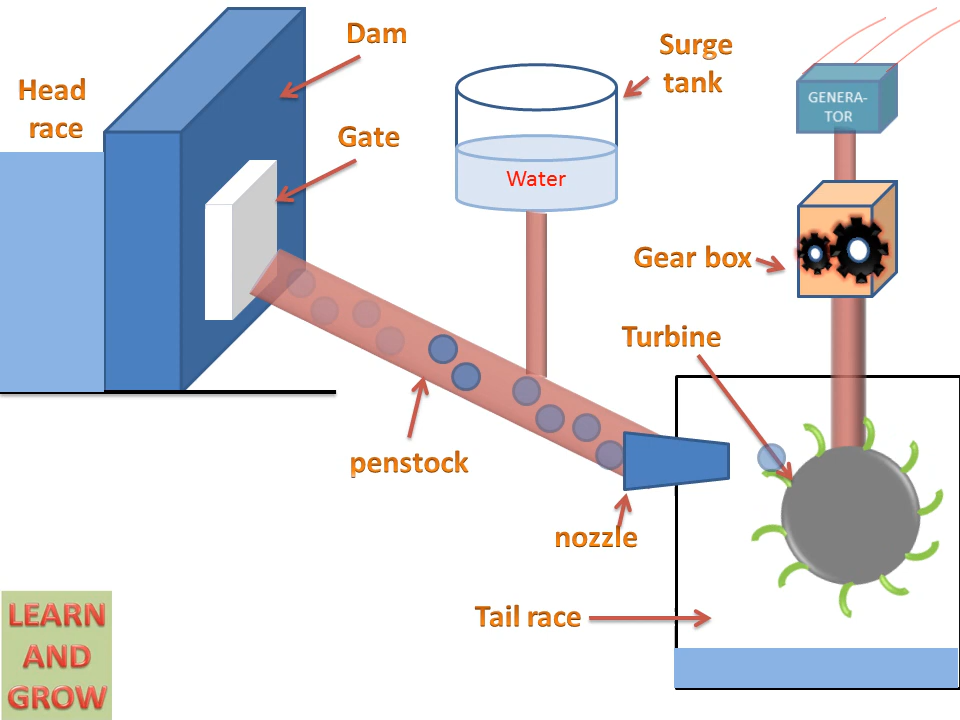 Dam
Surge
tank
Head
race
GENERA-
TOR
Gate
Water
Gear box
Turbine
penstock
nozzle
Tail race
LEARN
AND
GROW